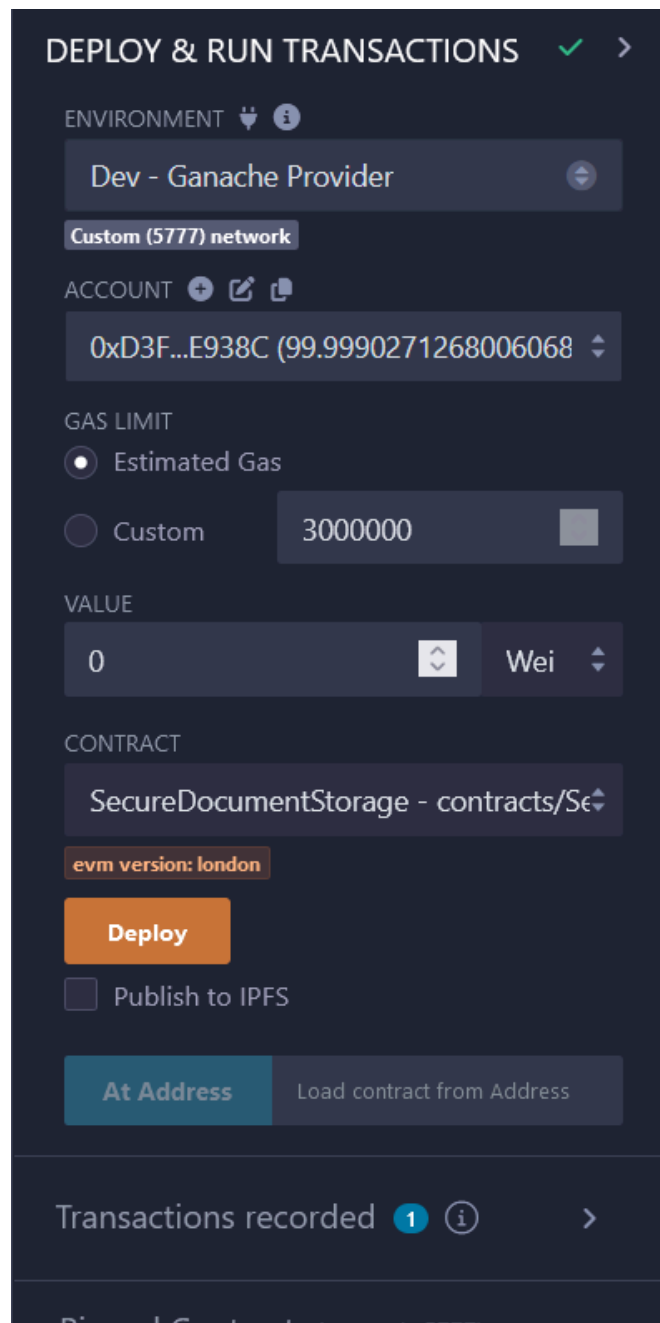 DEPLOY & RUN TRANSACTIONS
ENVIRONMENT
Dev - Ganache Provider
Custom (5777) network
ACCOUNT
0xD3F...E938C (99.9990271268006068
GAS LIMIT
Estimated Gas
Custom 3000000
VALUE
0 Wei
CONTRACT
SecureDocumentStorage - contracts/Se
evm version: london
Deploy
Publish to IPFS
At Address Load contract from Address
Transactions recorded 1